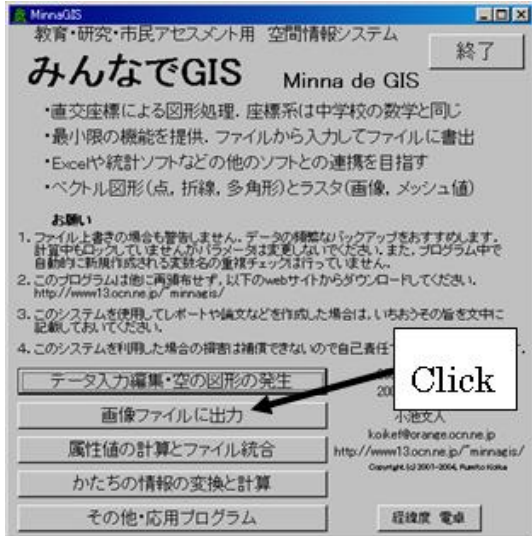 MinnaGIS
教育・研究・市民アセスメント用 空間情報システム
終了
みんなでGIS Minna de GIS
・直交座標による図形処理. 座標系は中学校の数学と同じ
・最小限の機能を提供. ファイルから入力してファイルに書出
・Excelや統計ソフトなどの他のソフトとの連携を目指す
・ベクトル図形(点, 折線, 多角形)とラスタ(画像, メッシュ値)
お願い
1. ファイル上書きの場合も警告しません. データの頻繁なバックアップをおすすめします.
計算中もロックしていませんがパラメータは変更しないでください. また, プログラム中で
自動的に新規作成される変数名の重複チェックは行っていません.
2. このプログラムは他に再頒布せず, 以下のwebサイトからダウンロードしてください.
http://www13.ocn.ne.jp/~minnagis/
3. このシステムを使用してレポートや論文などを作成した場合は, いちおうその旨を文中に
記載しておいてください.
4. このシステムを利用した場合の損害は補償できないので自己責任で
データ入力編集・空の図形の発生
Click
200
画像ファイルに出力
小池文人
koikef@orange.ocn.ne.jp
属性値の計算とファイル統合
http://www13.ocn.ne.jp/~minnagis/
Copyright (c) 2001-2004, Fumito Koike
かたちの情報の変換と計算
その他・応用プログラム
経緯度 電卓